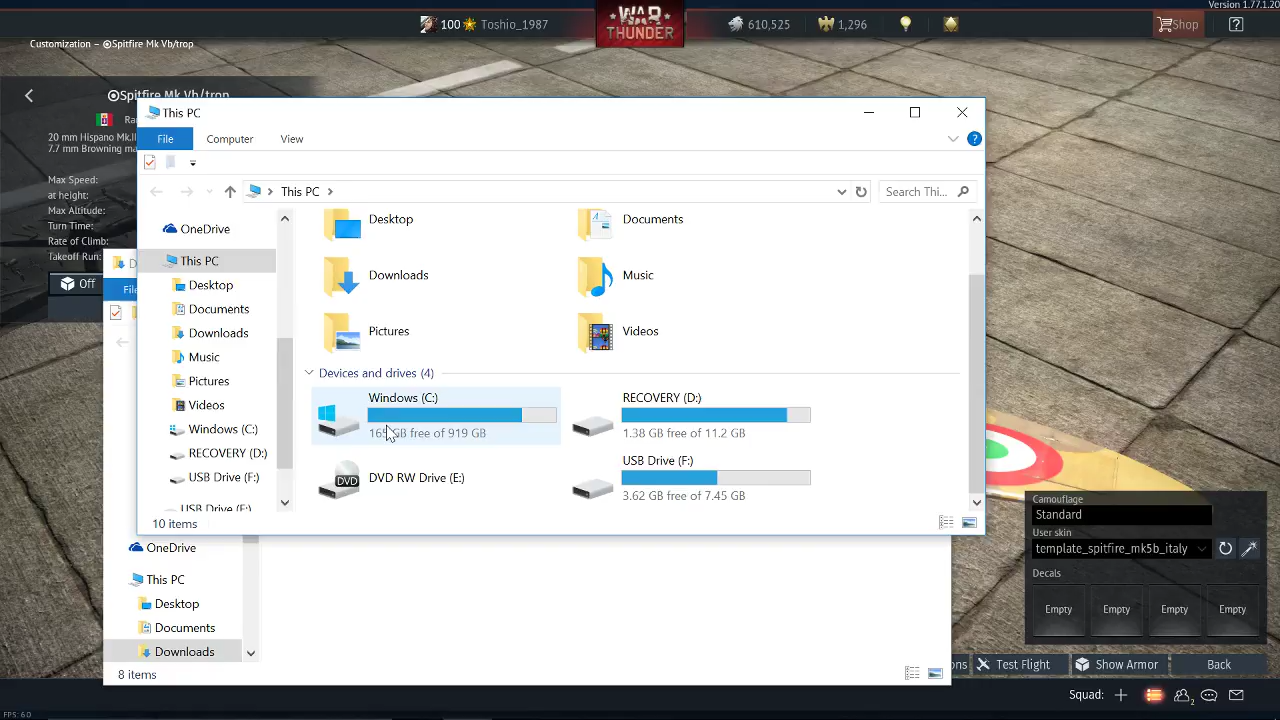 Version 1.77.1.20
100 Toshio_1987
WAR
THUNDER
610,525
1,296
Shop
Customization – Spitfire Mk Vb/trop
Spitfire Mk Vb/trop
20 mm Hispano Mk.II
7.7 mm Browning ma
Max Speed:
at height:
Max Altitude:
Turn Time:
Rate of Climb:
Takeoff Run:
Off
This PC
File
Computer
View
This PC
Search Thi...
OneDrive
This PC
Desktop
Documents
Downloads
Music
Pictures
Videos
Windows (C:)
RECOVERY (D:)
USB Drive (F:)
USB Drive (F:)
Desktop
Documents
Downloads
Music
Pictures
Videos
Devices and drives (4)
Windows (C:)
GB free of 919 GB
RECOVERY (D:)
1.38 GB free of 11.2 GB
DVD
DVD RW Drive (E:)
USB Drive (F:)
3.62 GB free of 7.45 GB
10 items
OneDrive
This PC
Desktop
Documents
Downloads
8 items
Camouflage
Standard
User skin
template_spitfire_mk5b_italy
Decals
Empty
Empty
Empty
Empty
Test Flight
Show Armor
Back
Squad:
2
FPS: 60